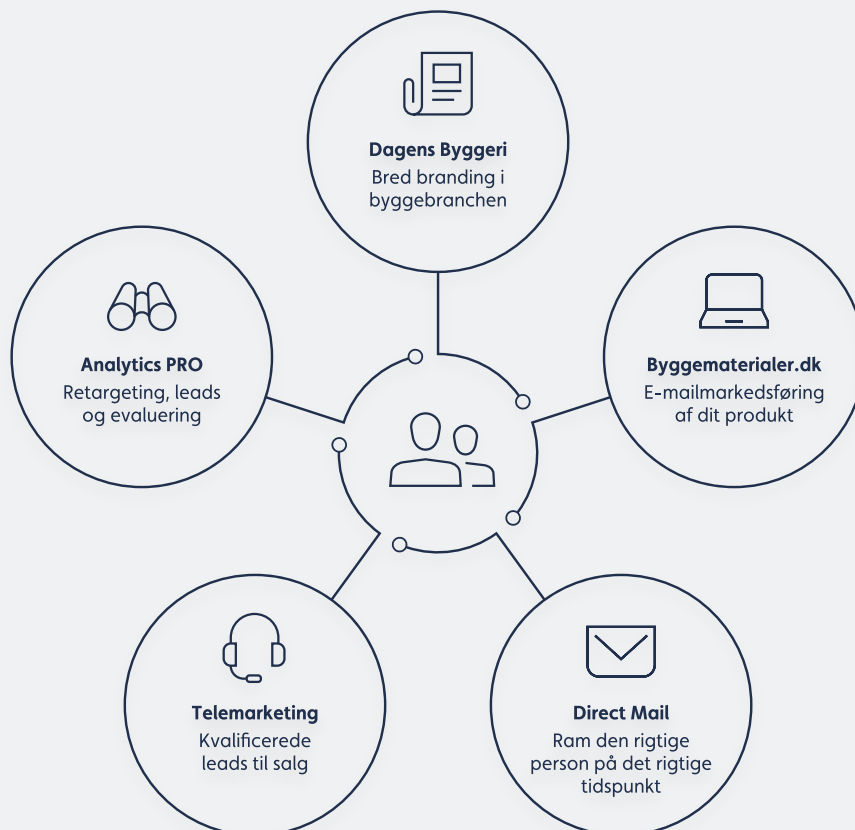 Dagens Byggeri
Bred branding i
byggebranchen
Analytics PRO
Retargeting, leads
og evaluering
Byggematerialer.dk
E-mailmarkedsføring
af dit produkt
Telemarketing
Kvalificerede
leads til salg
Direct Mail
Ram den rigtige
person på det rigtige
tidspunkt